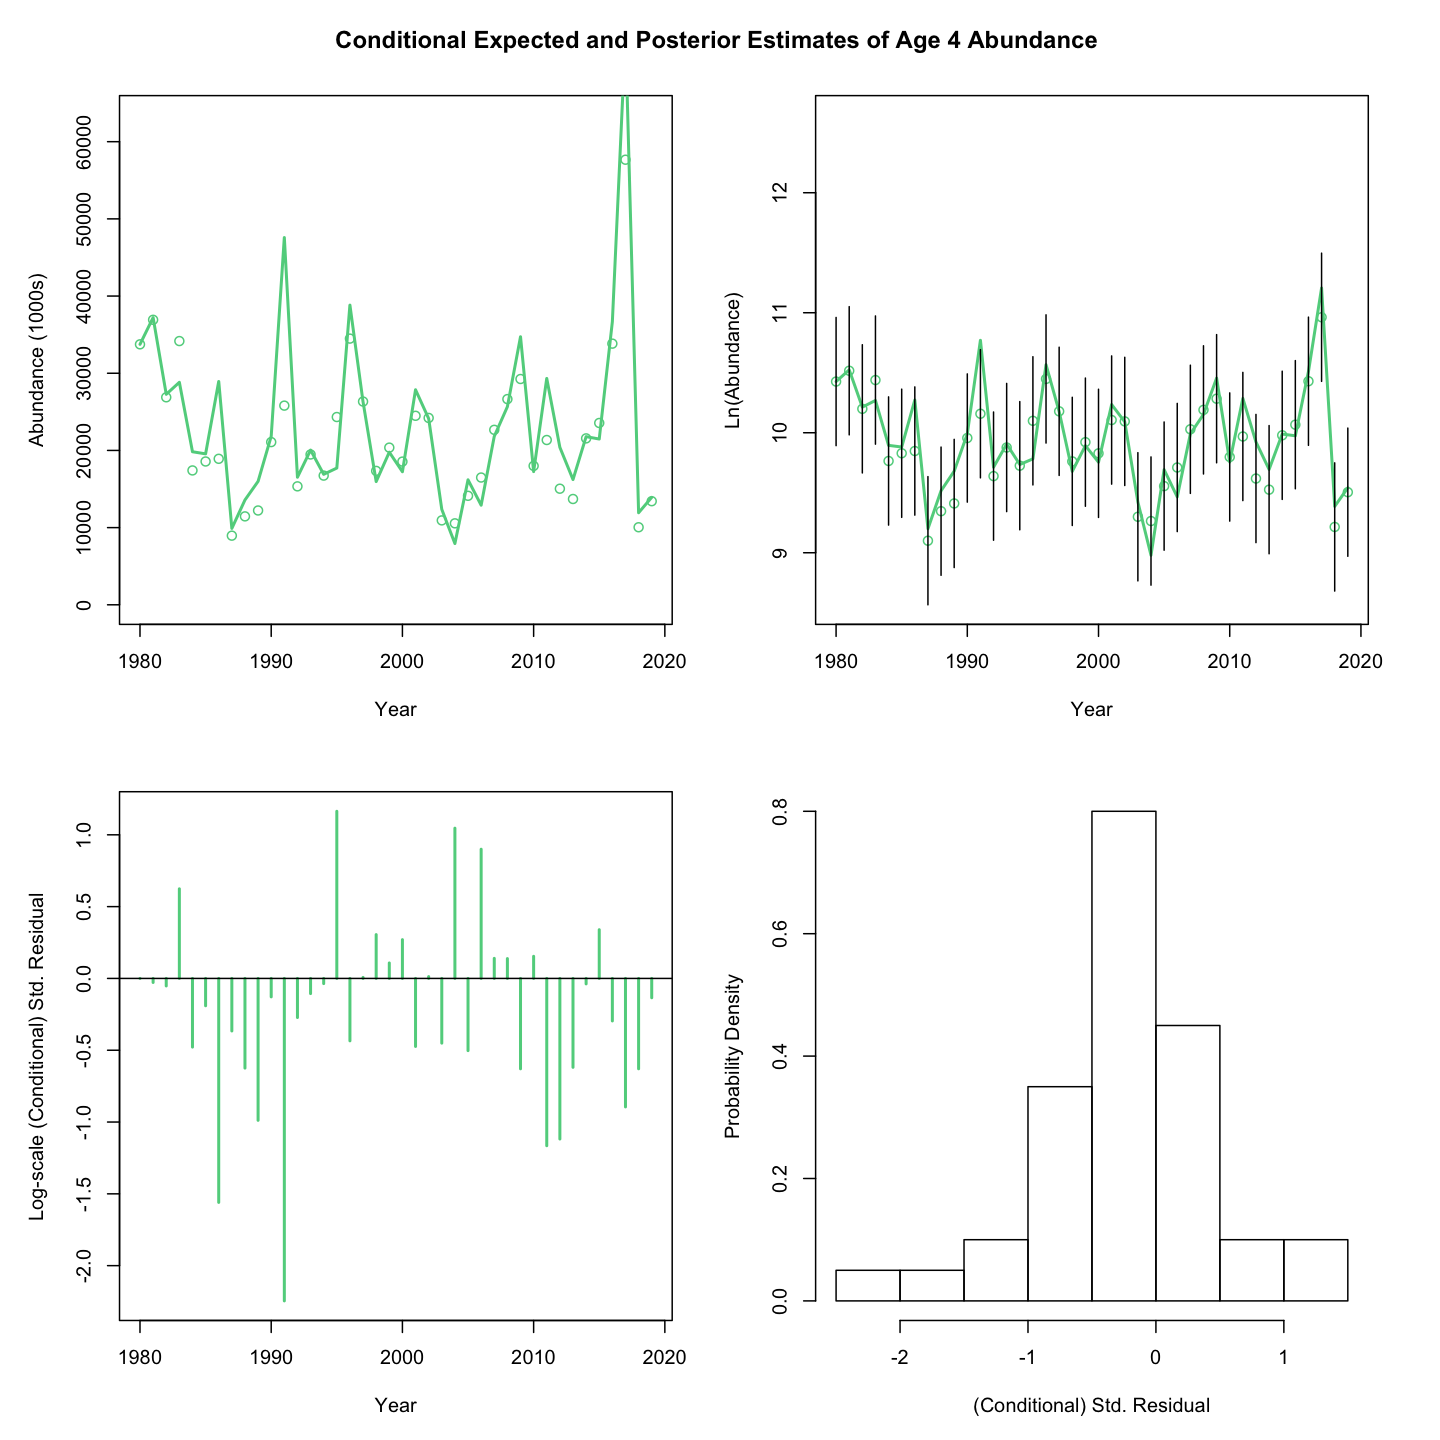 Conditional Expected and Posterior Estimates of Age 4 Abundance
Abundance (1000s)
60000
50000
40000
30000
20000
10000
0
1980 1990 2000 2010 2020
Year
Ln(Abundance)
12
11
10
9
1980 1990 2000 2010 2020
Year
Log-scale (Conditional) Std. Residual
1.0
0.5
0.0
-0.5
-1.0
-1.5
-2.0
1980 1990 2000 2010 2020
Year
Probability Density
0.8
0.6
0.4
0.2
0.0
-2 -1 0 1
(Conditional) Std. Residual